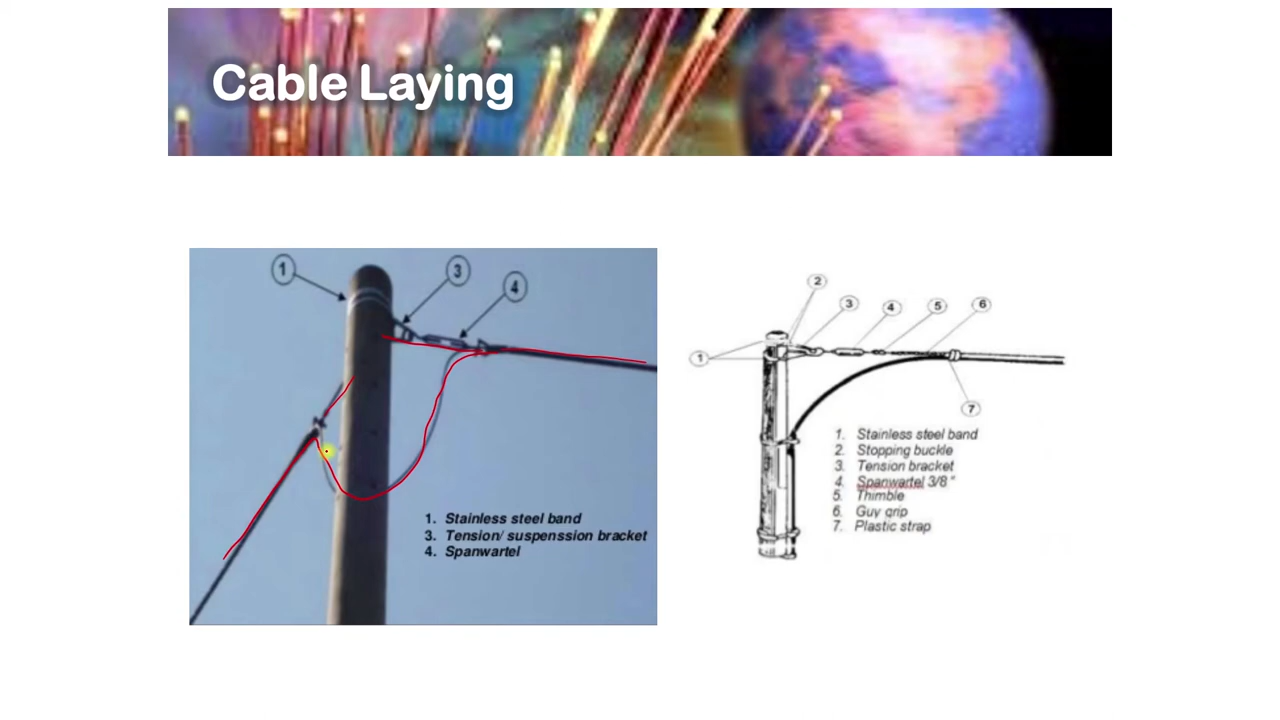 Cable Laying
1
3
4
1. Stainless steel band
3. Tension/ suspenssion bracket
4. Spanwartel
2
3
4
5
6
1
7
1. Stainless steel band
2. Stopping buckle
3. Tension bracket
4. Spanwartel 3/8 "
5. Thimble
6. Guy grip
7. Plastic strap